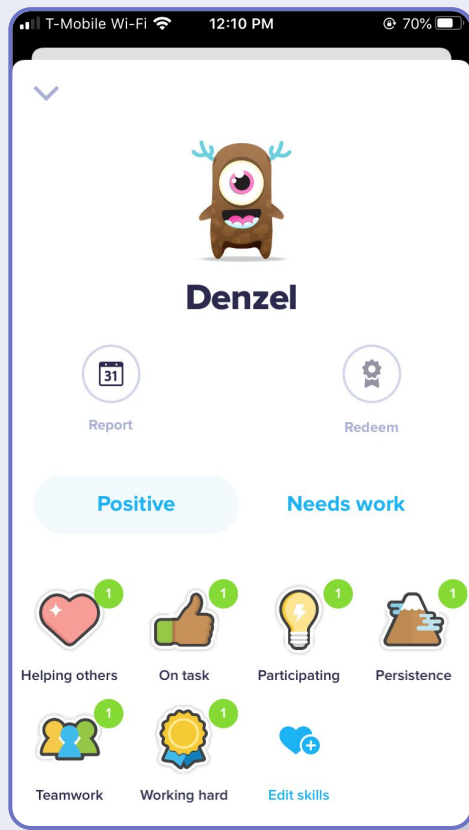 T-Mobile Wi-Fi 12:10 PM 70%
Denzel
31
Report Redeem
Positive Needs work
1 1 1 1
Helping others On task Participating Persistence
1 1
Teamwork Working hard Edit skills